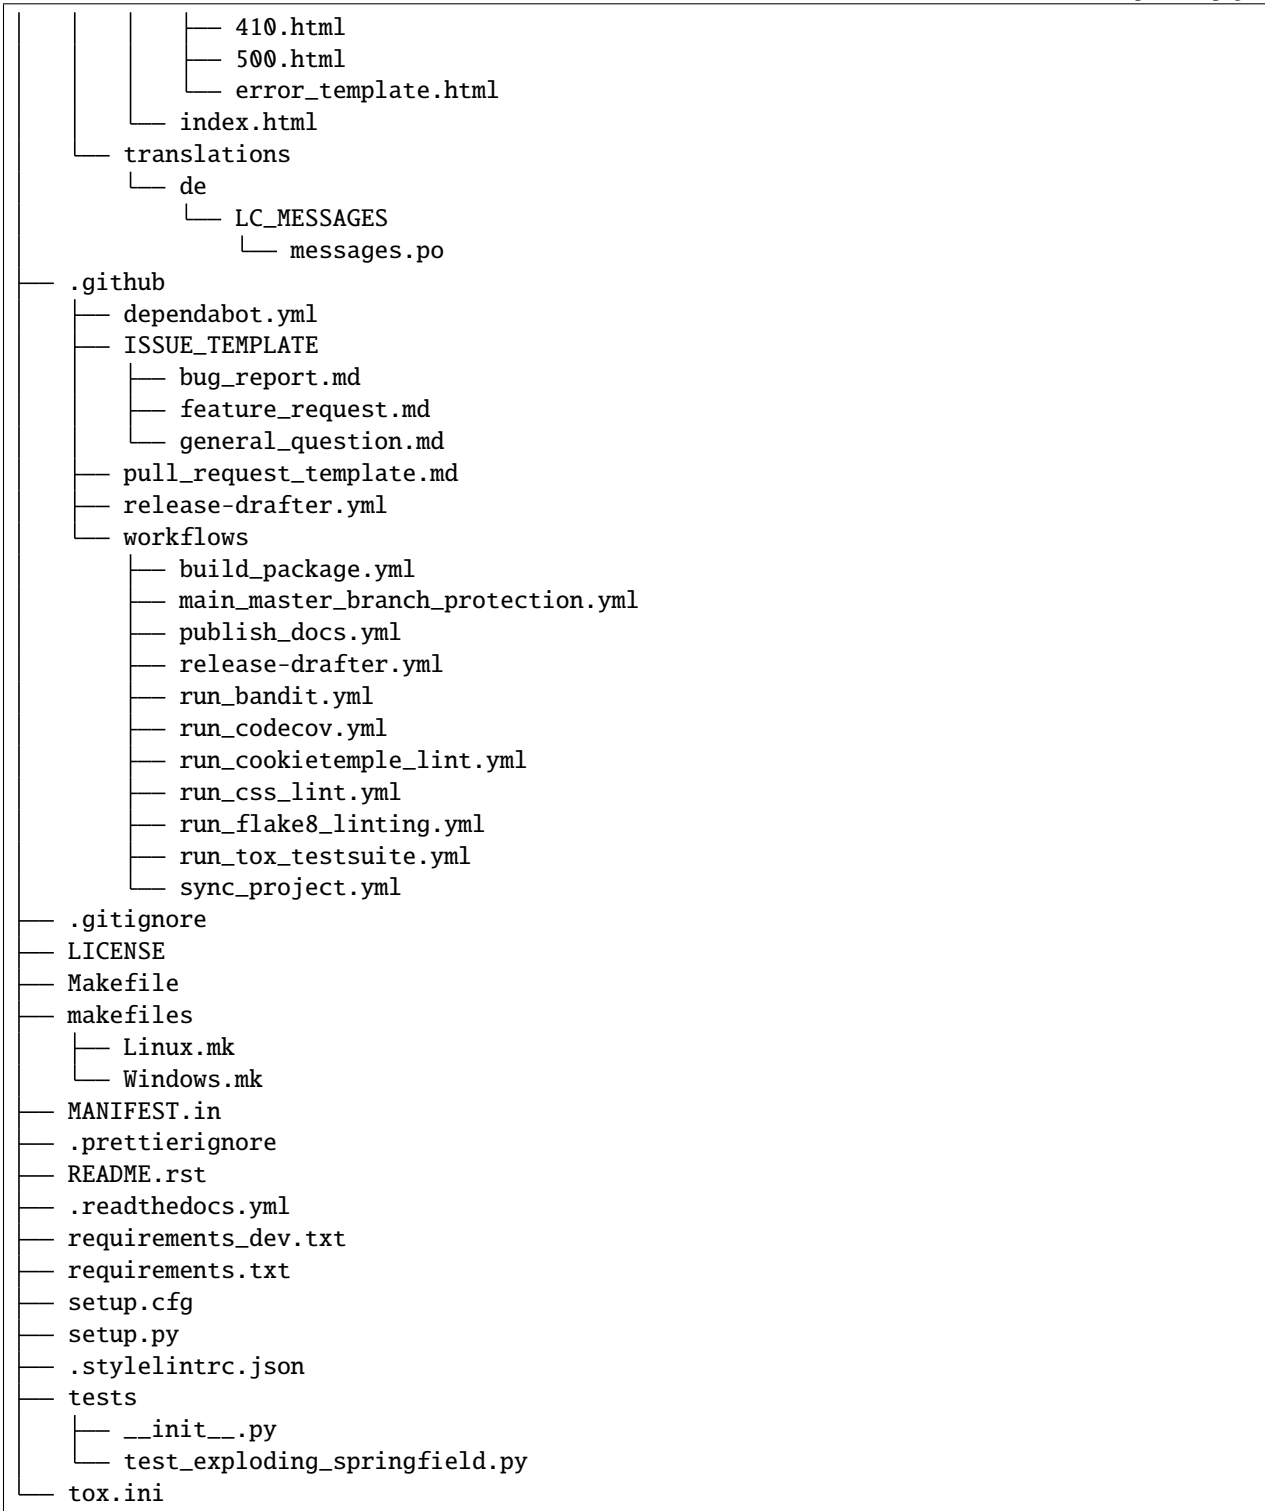 │   │   │   ├── 410.html
│   │   │   ├── 500.html
│   │   │   └── error_template.html
│   │   └── index.html
│   └── translations
│       └── de
│           └── LC_MESSAGES
│               └── messages.po
├── .github
│   ├── dependabot.yml
│   ├── ISSUE_TEMPLATE
│   │   ├── bug_report.md
│   │   ├── feature_request.md
│   │   └── general_question.md
│   ├── pull_request_template.md
│   ├── release-drafter.yml
│   └── workflows
│       ├── build_package.yml
│       ├── main_master_branch_protection.yml
│       ├── publish_docs.yml
│       ├── release-drafter.yml
│       ├── run_bandit.yml
│       ├── run_codecov.yml
│       ├── run_cookietemple_lint.yml
│       ├── run_css_lint.yml
│       ├── run_flake8_linting.yml
│       ├── run_tox_testsuite.yml
│       └── sync_project.yml
├── .gitignore
├── LICENSE
├── Makefile
├── makefiles
│   ├── Linux.mk
│   └── Windows.mk
├── MANIFEST.in
├── .prettierignore
├── README.rst
├── .readthedocs.yml
├── requirements_dev.txt
├── requirements.txt
├── setup.cfg
├── setup.py
├── .stylelintrc.json
├── tests
│   ├── __init__.py
│   └── test_exploding_springfield.py
└── tox.ini